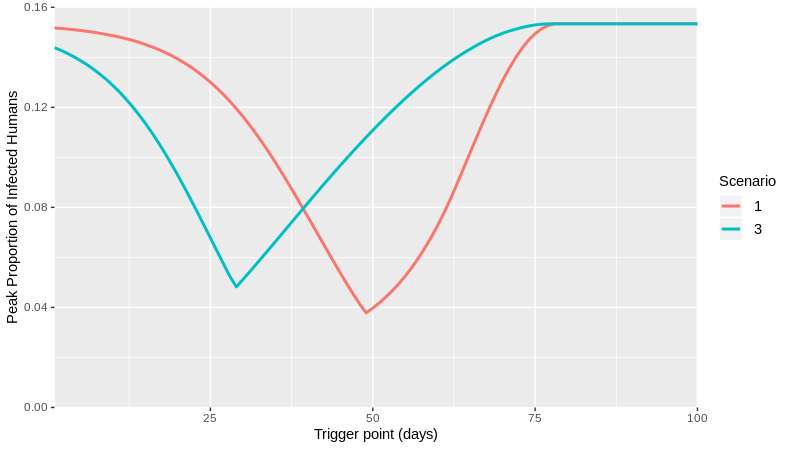 Peak Proportion of Infected Humans
0.16
0.12
0.08
0.04
0.00
25 50 75 100
Trigger point (days)
Scenario
1
3